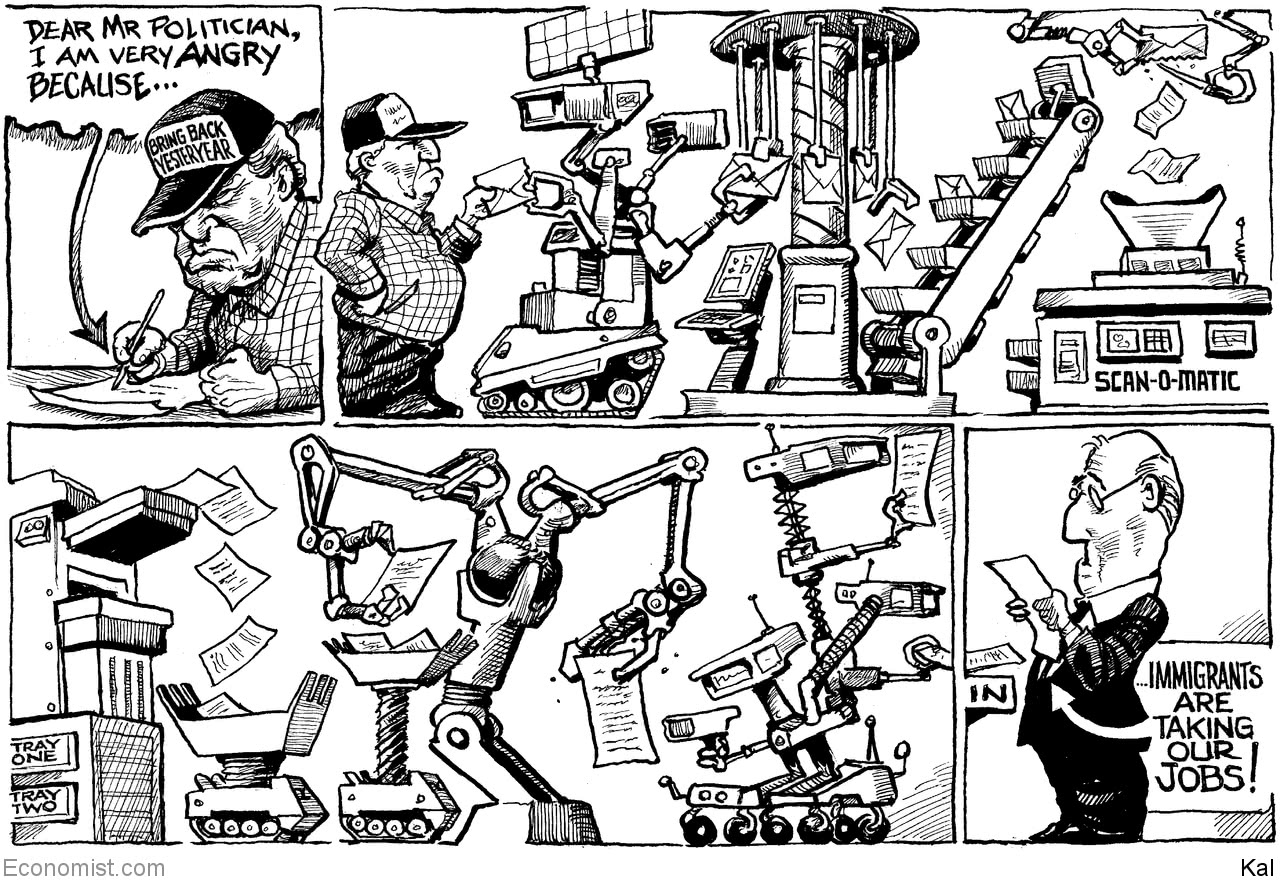 DEAR MR POLITICIAN,
I AM VERY ANGRY
BECAUSE...
BRING BACK
YESTERYEAR
SCAN-O-MATIC
TRAY
ONE
TRAY
TWO
IN
...IMMIGRANTS
ARE
TAKING
OUR
JOBS!
Economist.com
Kal